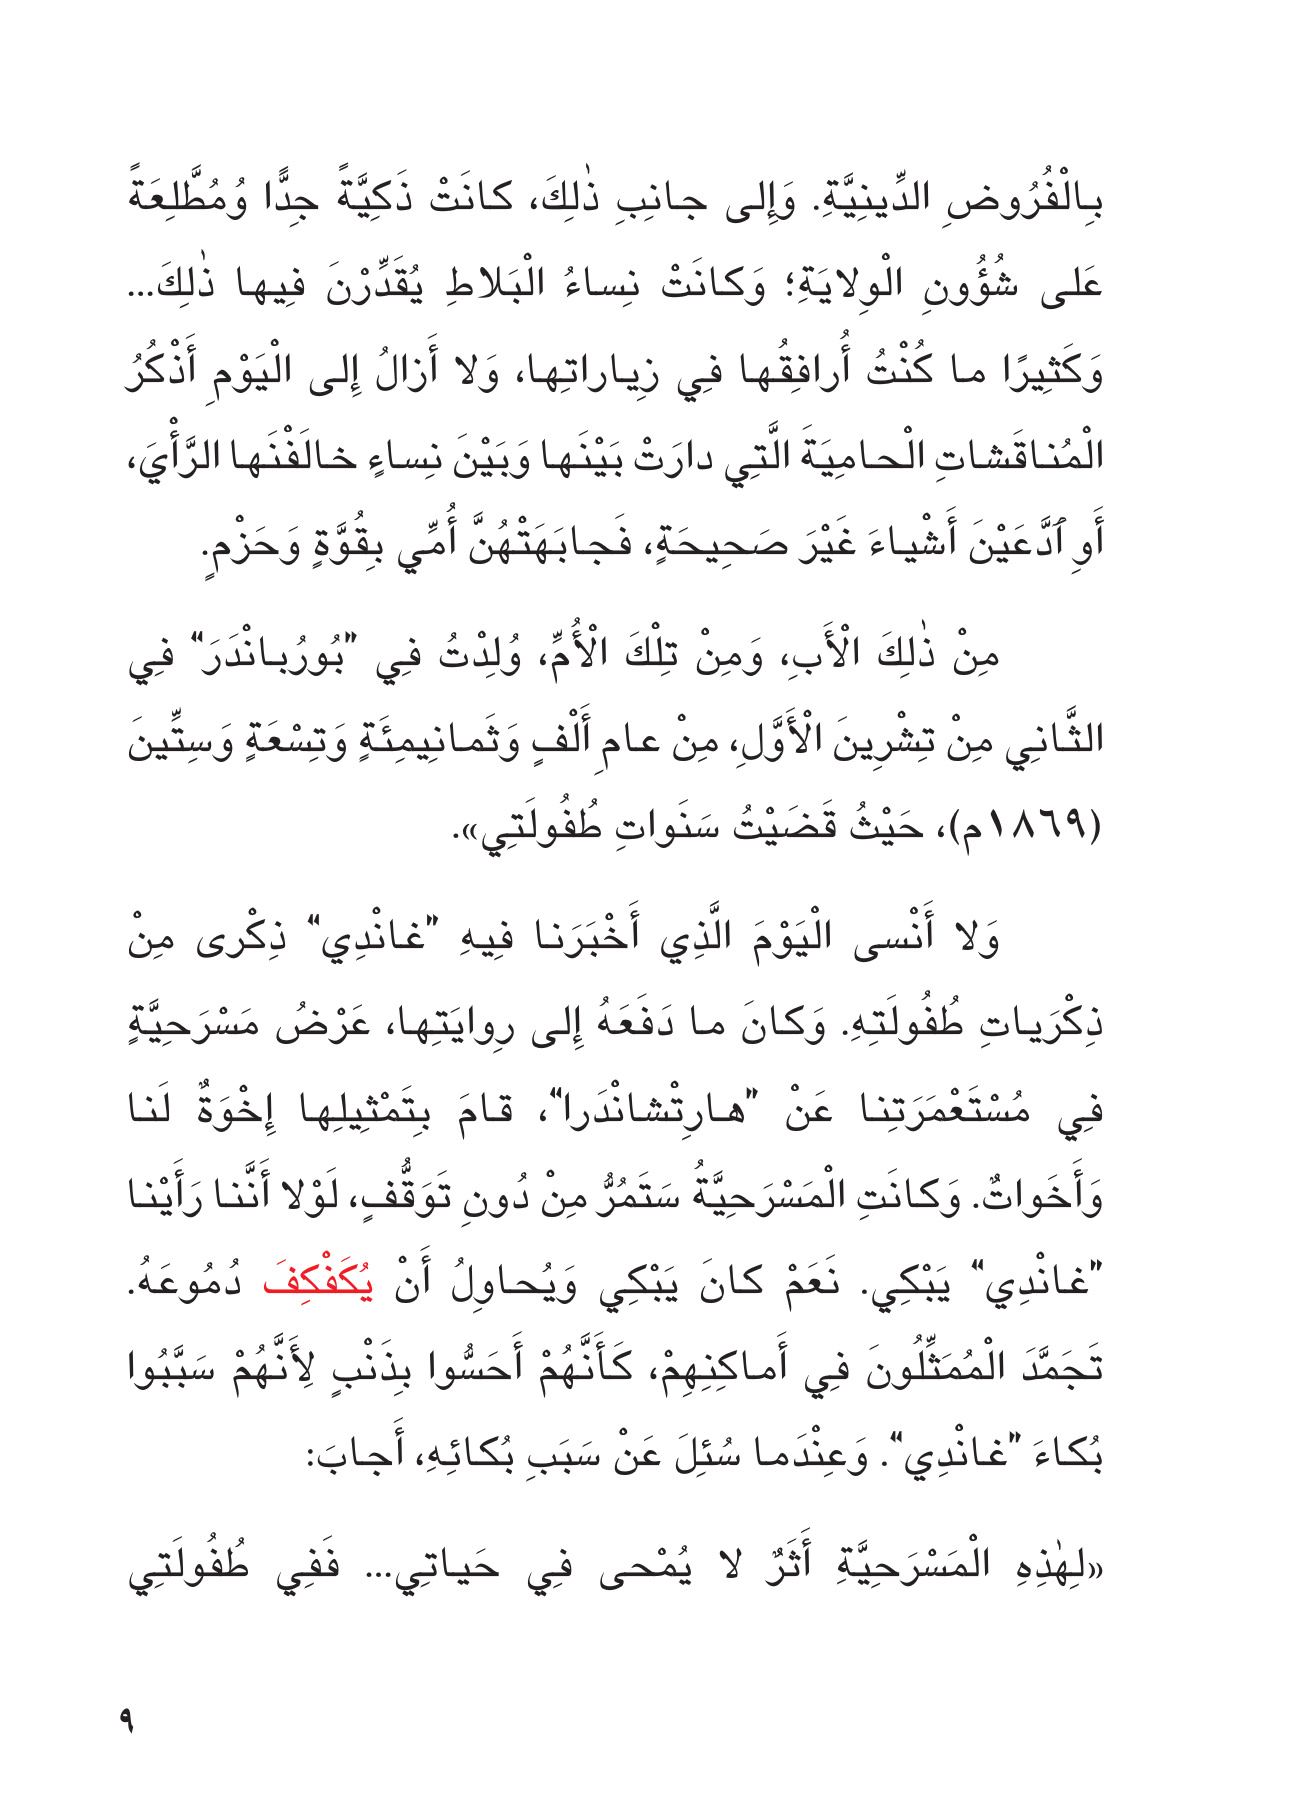 بِالْفُرُوضِ الدِّينِيَّةِ. وَإِلى جانِبِ ذٰلِكَ، كانَتْ ذَكِيَّةً جِدًّا وُمُطَّلِعَةً
عَلى شُؤُونِ الْوِلايَةِ؛ وَكانَتْ نِساءُ الْبَلاطِ يُقَدِّرْنَ فِيها ذٰلِكَ...
وَكَثِيرًا ما كُنْتُ أُرافِقُها فِي زِياراتِها، وَلا أَزالُ إِلى الْيَوْمِ أَذْكُرُ
الْمُناقَشاتِ الْحامِيَةَ الَّتِي دارَتْ بَيْنَها وَبَيْنَ نِساءٍ خالَفْنَها الرَّأْيَ،
أَوِ ٱدَّعَيْنَ أَشْياءَ غَيْرَ صَحِيحَةٍ، فَجابَهَتْهُنَّ أُمِّي بِقُوَّةٍ وَحَزْمٍ.
مِنْ ذٰلِكَ الْأَبِ، وَمِنْ تِلْكَ الْأُمِّ، وُلِدْتُ فِي ”بُورُبانْدَرَ“ فِي
الثَّانِي مِنْ تِشْرِينَ الْأَوَّلِ، مِنْ عامِ أَلْفٍ وَثَمانِيمِئَةٍ وَتِسْعَةٍ وَسِتِّينَ
(١٨٦٩م)، حَيْثُ قَضَيْتُ سَنَواتِ طُفُولَتِي».
وَلا أَنْسى الْيَوْمَ الَّذِي أَخْبَرَنا فِيهِ ”غانْدِي“ ذِكْرى مِنْ
ذِكْرَياتِ طُفُولَتِهِ. وَكانَ ما دَفَعَهُ إِلى رِوايَتِها، عَرْضُ مَسْرَحِيَّةٍ
فِي مُسْتَعْمَرَتِنا عَنْ ”هارِتْشانْدَرا“، قامَ بِتَمْثِيلِها إِخْوَةٌ لَنا
وَأَخَواتٌ. وَكانَتِ الْمَسْرَحِيَّةُ سَتَمُرُّ مِنْ دُونِ تَوَقُّفٍ، لَوْلا أَنَّنا رَأَيْنا
”غانْدِي“ يَبْكِي. نَعَمْ كانَ يَبْكِي وَيُحاوِلُ أَنْ يُكَفْكِفَ دُمُوعَهُ.
تَجَمَّدَ الْمُمَثِّلُونَ فِي أَماكِنِهِمْ، كَأَنَّهُمْ أَحَسُّوا بِذَنْبٍ لِأَنَّهُمْ سَبَّبُوا
بُكاءَ ”غانْدِي“. وَعِنْدَما سُئِلَ عَنْ سَبَبِ بُكائِهِ، أَجابَ:
«لِهٰذِهِ الْمَسْرَحِيَّةِ أَثَرٌ لا يُمْحى فِي حَياتِي... فَفِي طُفُولَتِي
٩